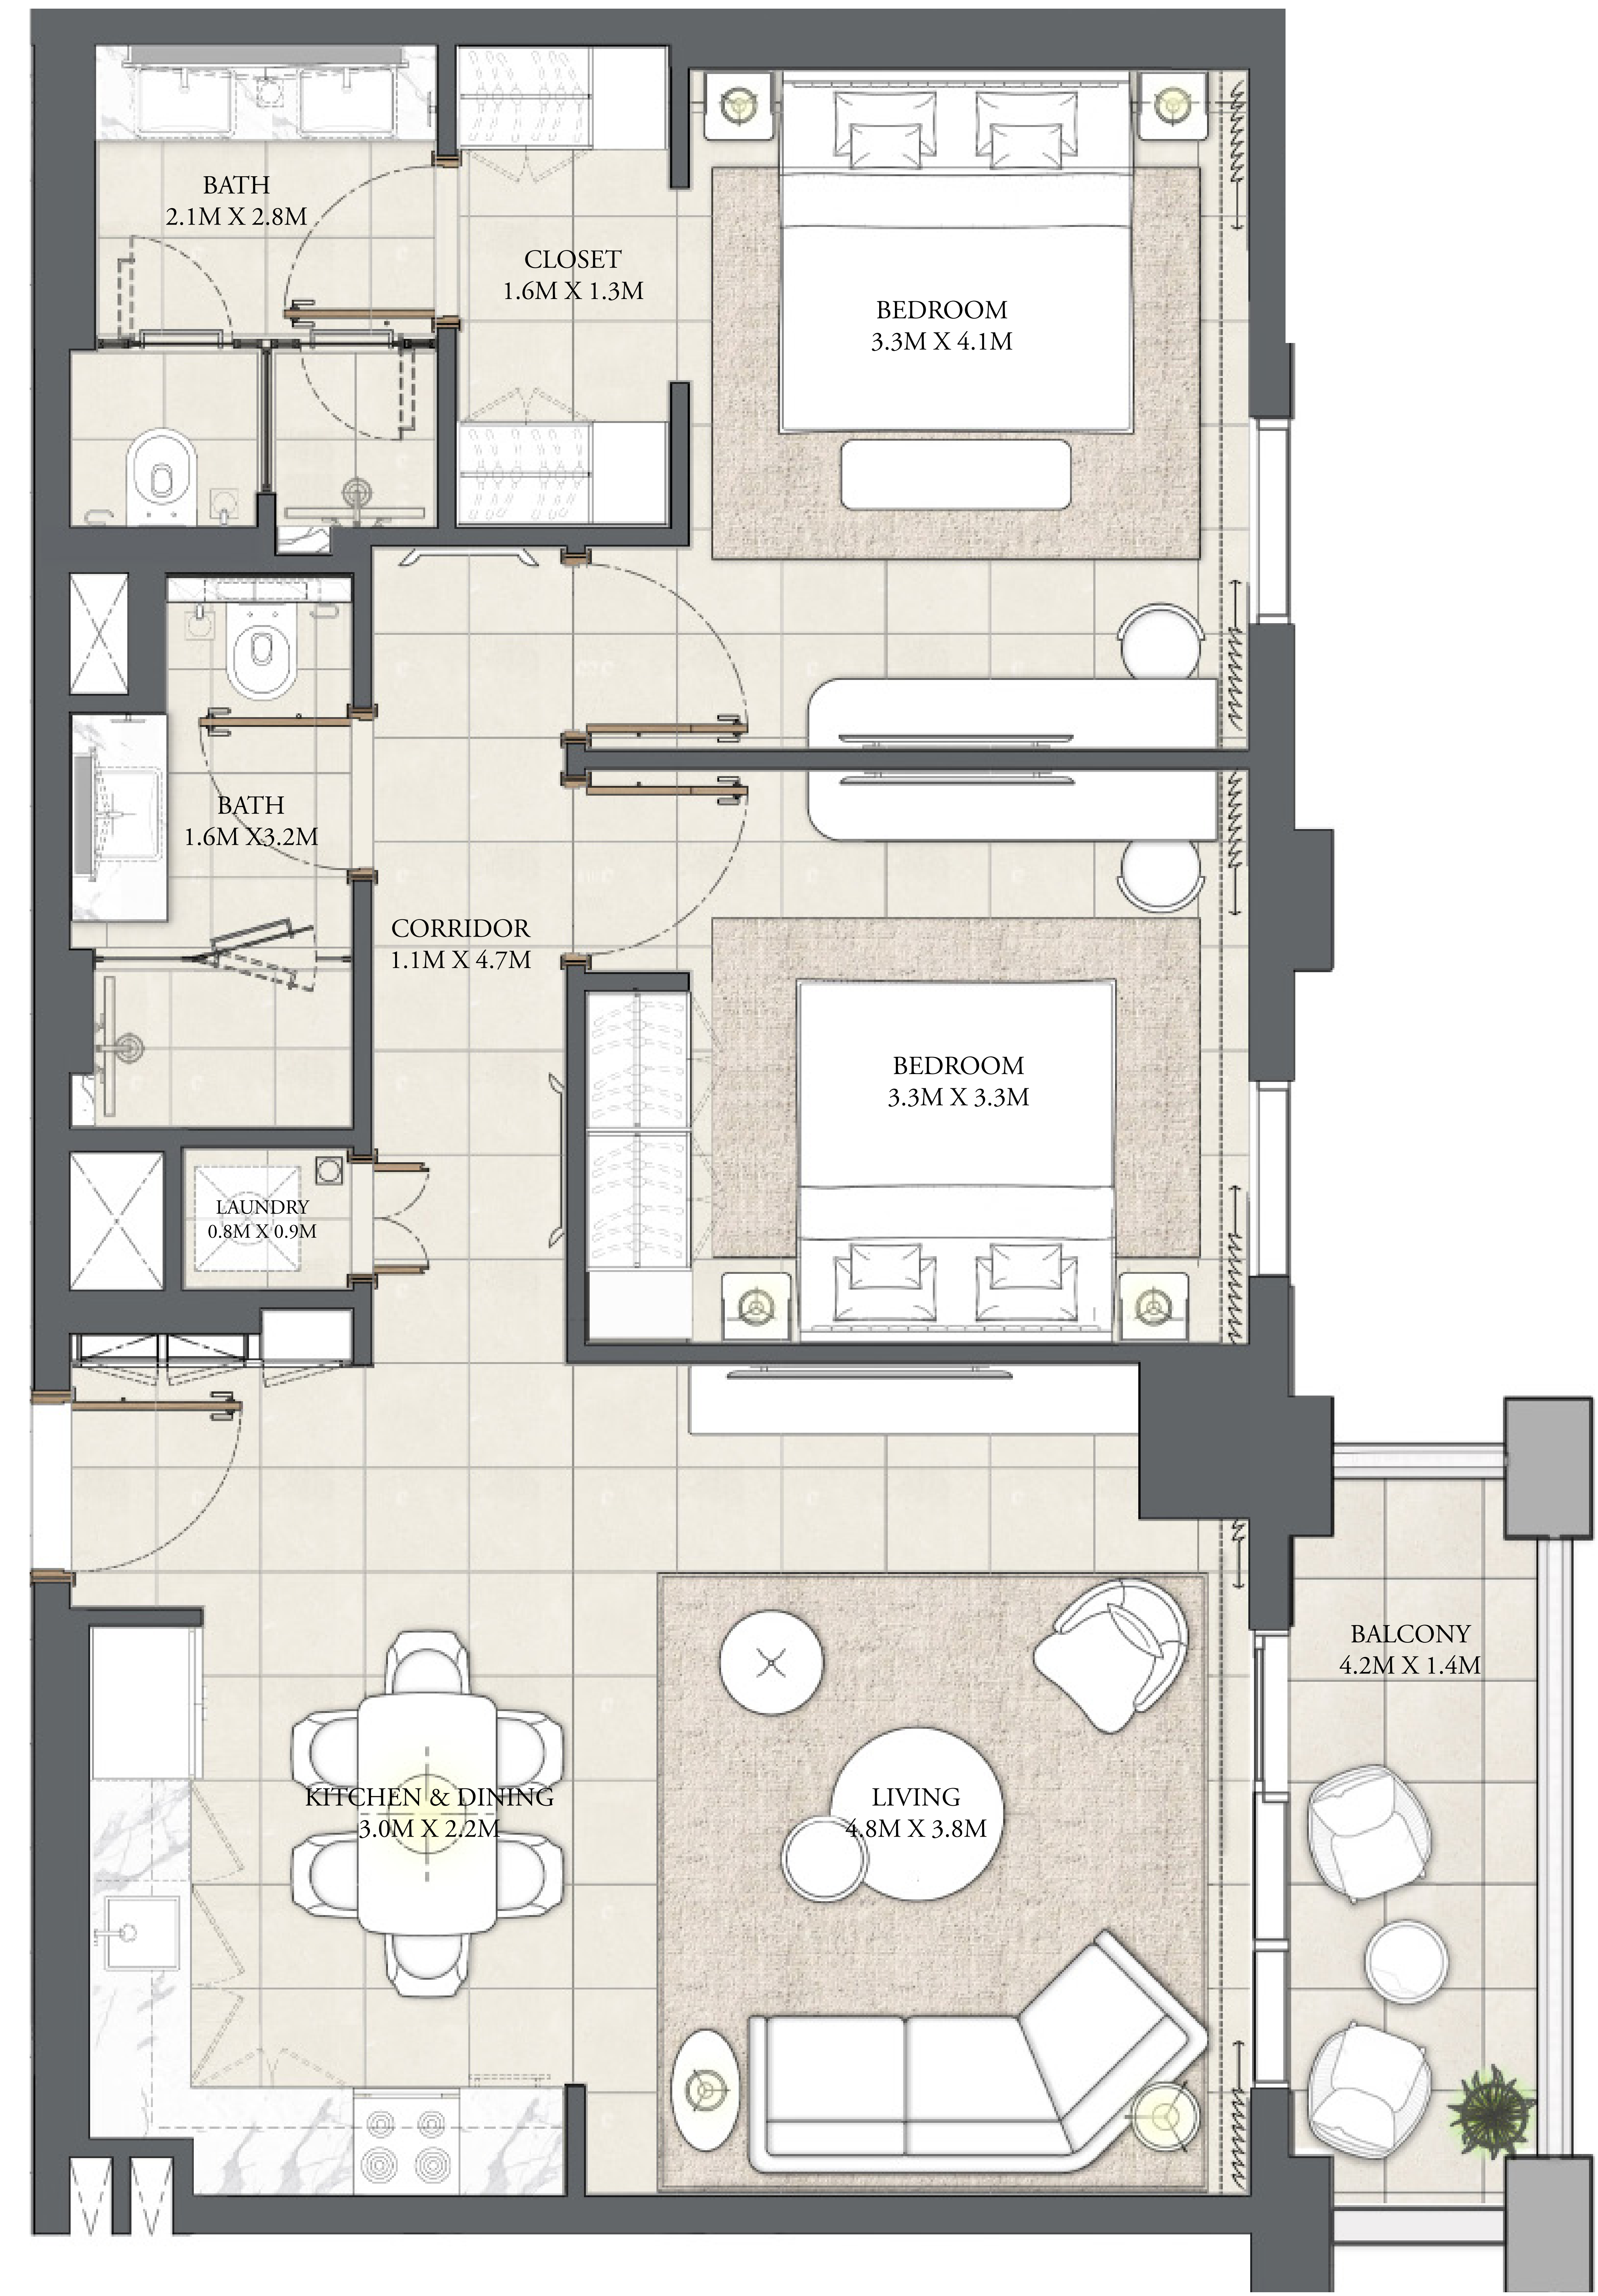 BATH
2.1M X 2.8M
CLOSET
1.6M X 1.3M
BEDROOM
3.3M X 4.1M
BATH
1.6M X3.2M
CORRIDOR
1.1M X 4.7M
BEDROOM
3.3M X 3.3M
LAUNDRY
0.8M X 0.9M
BALCONY
4.2M X 1.4M
KITCHEN & DINING
3.0M X 2.2M
LIVING
4.8M X 3.8M